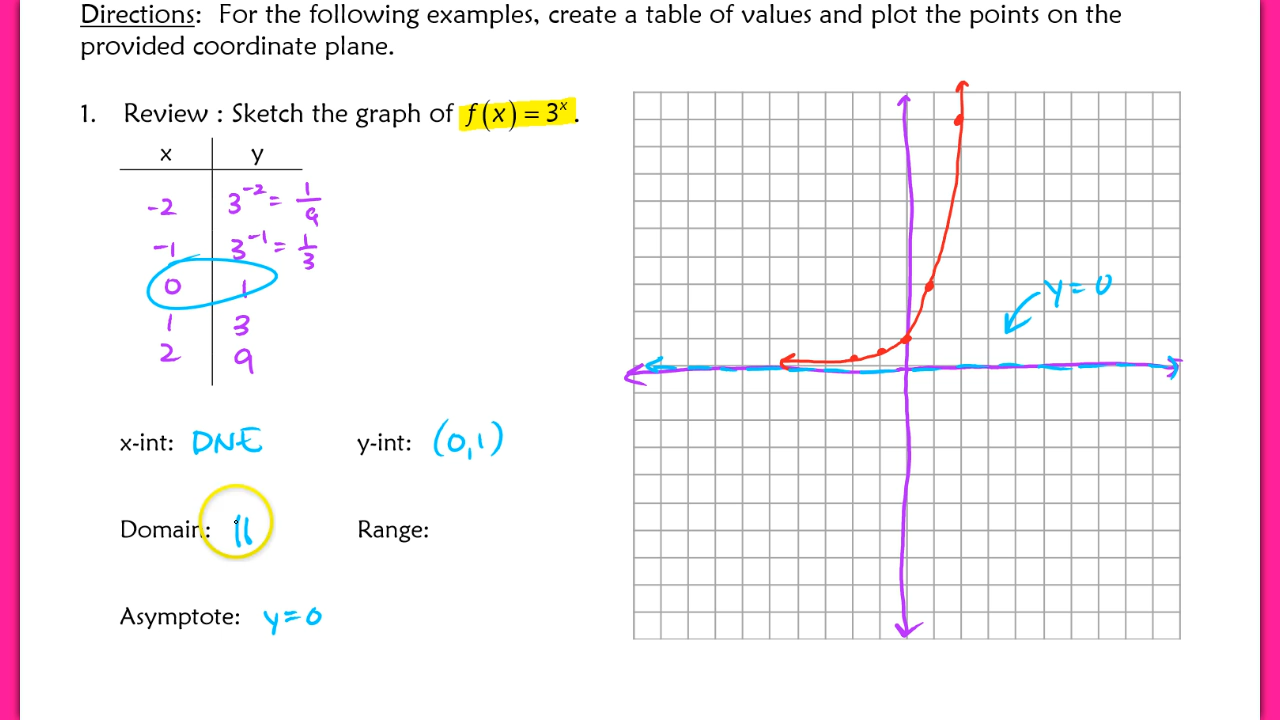 Directions: For the following examples, create a table of values and plot the points on the
provided coordinate plane.
1. Review : Sketch the graph of f(x) = 3ˣ.
x y
-2 3⁻² = 1/9
-1 3⁻¹ = 1/3
0 1
1 3
2 9
y = 0
x-int: DNE y-int: (0,1)
Domain: Range:
Asymptote: y=0